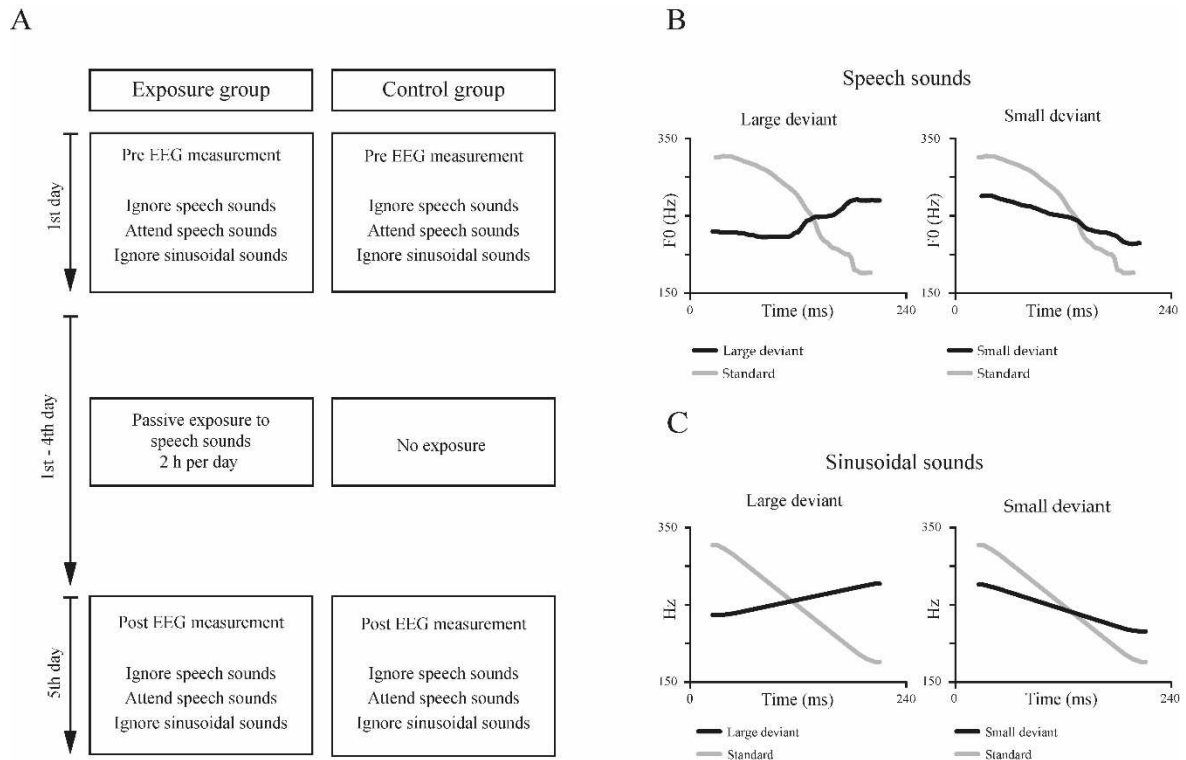 A
Exposure group
Control group
1st day
Pre EEG measurement
Ignore speech sounds
Attend speech sounds
Ignore sinusoidal sounds
Pre EEG measurement
Ignore speech sounds
Attend speech sounds
Ignore sinusoidal sounds
1st - 4th day
Passive exposure to
speech sounds
2 h per day
No exposure
5th day
Post EEG measurement
Ignore speech sounds
Attend speech sounds
Ignore sinusoidal sounds
Post EEG measurement
Ignore speech sounds
Attend speech sounds
Ignore sinusoidal sounds
B
Speech sounds
Large deviant
350
F0 (Hz)
150
0
Time (ms)
240
Large deviant
Standard
Small deviant
350
F0 (Hz)
150
0
Time (ms)
240
Small deviant
Standard
C
Sinusoidal sounds
Large deviant
350
Hz
150
0
Time (ms)
240
Large deviant
Standard
Small deviant
350
Hz
150
0
Time (ms)
240
Small deviant
Standard